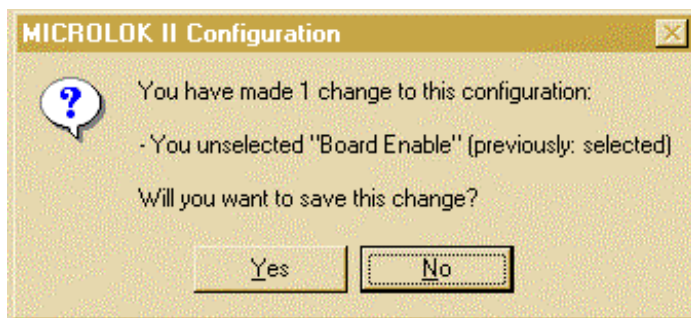 MICROLOK II Configuration
You have made 1 change to this configuration:
- You unselected "Board Enable" (previously: selected)
Will you want to save this change?
Yes No